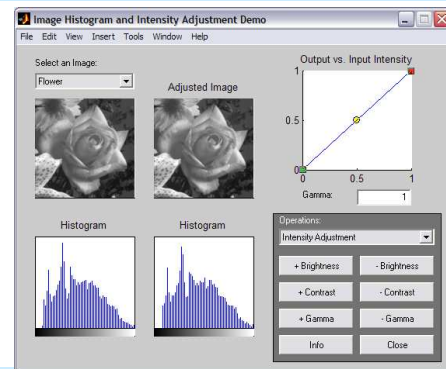 Image Histogram and Intensity Adjustment Demo
File Edit View Insert Tools Window Help
Select an Image:
Flower
Adjusted Image
Output vs. Input Intensity
1
0.5
0
0 0.5 1
Gamma: 1
Histogram
Histogram
Operations:
Intensity Adjustment
+ Brightness - Brightness
+ Contrast - Contrast
+ Gamma - Gamma
Info Close